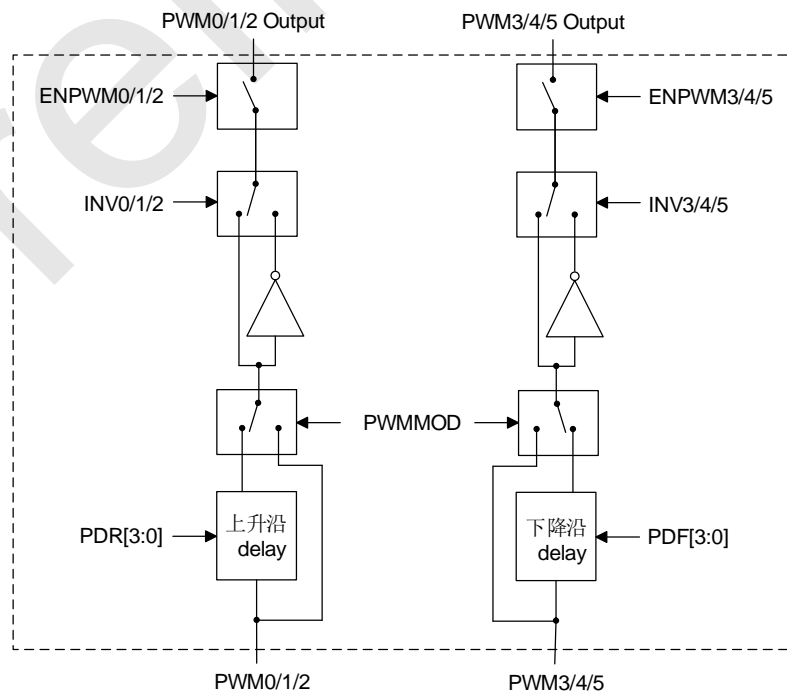 PWM0/1/2 Output
PWM3/4/5 Output
ENPWM0/1/2
ENPWM3/4/5
INV0/1/2
INV3/4/5
PWMMOD
PDR[3:0]
上升沿
delay
下降沿
delay
PDF[3:0]
PWM0/1/2
PWM3/4/5